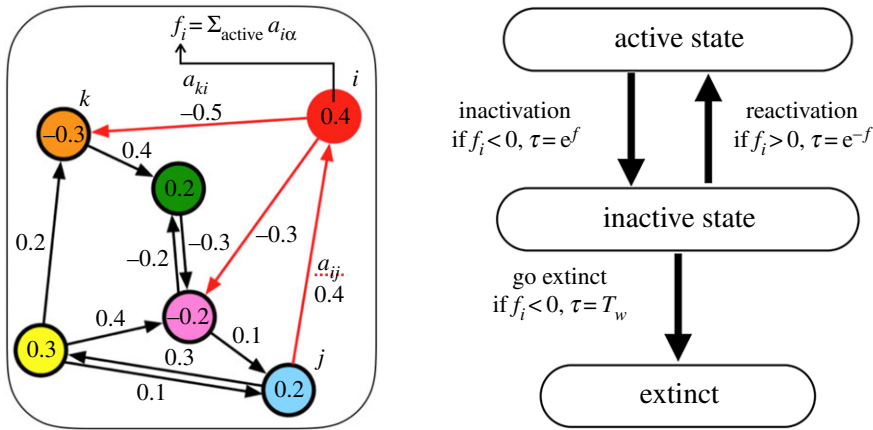 f_i = Σ_active a_iα
a_ki
i
k
–0.5
0.4
–0.3
0.4
0.2
0.2
–0.3
–0.2
–0.3
a_ij
0.4
–0.2
0.4
0.1
0.3
0.3
j
0.1
0.2
active state
inactivation
if f_i < 0, τ = e^f
reactivation
if f_i > 0, τ = e^–f
inactive state
go extinct
if f_i < 0, τ = T_w
extinct